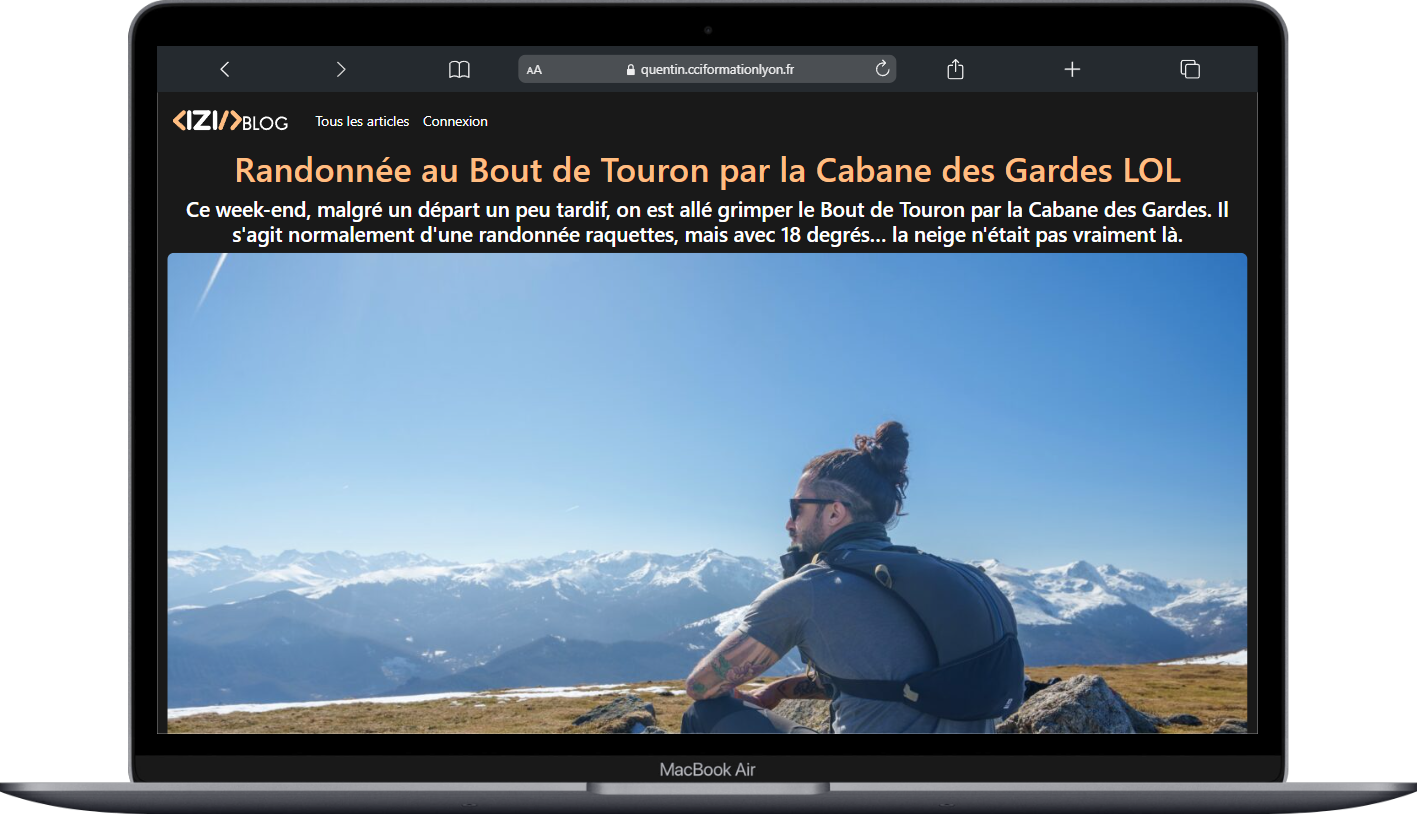 AA
quentin.cciformationlyon.fr
<IZI/>BLOG
Tous les articles
Connexion
Randonnée au Bout de Touron par la Cabane des Gardes LOL
Ce week-end, malgré un départ un peu tardif, on est allé grimper le Bout de Touron par la Cabane des Gardes. Il
s'agit normalement d'une randonnée raquettes, mais avec 18 degrés... la neige n'était pas vraiment là.
MacBook Air